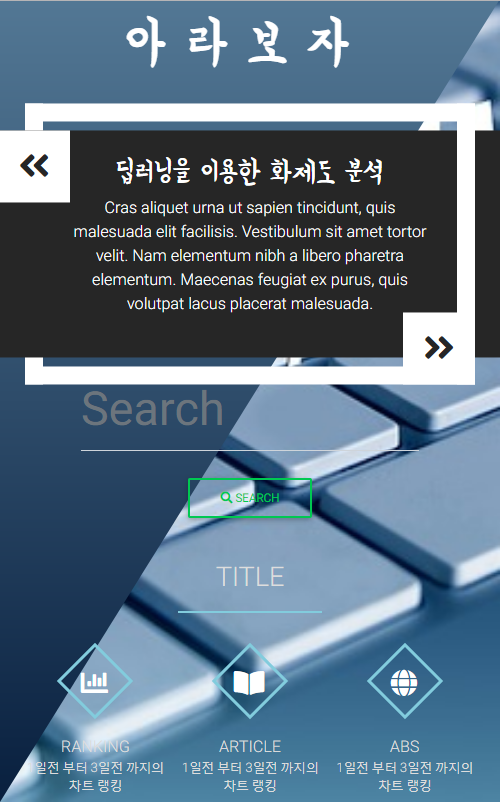 아라보자
딥러닝을 이용한 화제도 분석
Cras aliquet urna ut sapien tincidunt, quis
malesuada elit facilisis. Vestibulum sit amet tortor
velit. Nam elementum nibh a libero pharetra
elementum. Maecenas feugiat ex purus, quis
volutpat lacus placerat malesuada.
Search
SEARCH
TITLE
RANKING ARTICLE ABS
1일전 부터 3일전 까지의 1일전 부터 3일전 까지의 1일전 부터 3일전 까지의
차트 랭킹 차트 랭킹 차트 랭킹